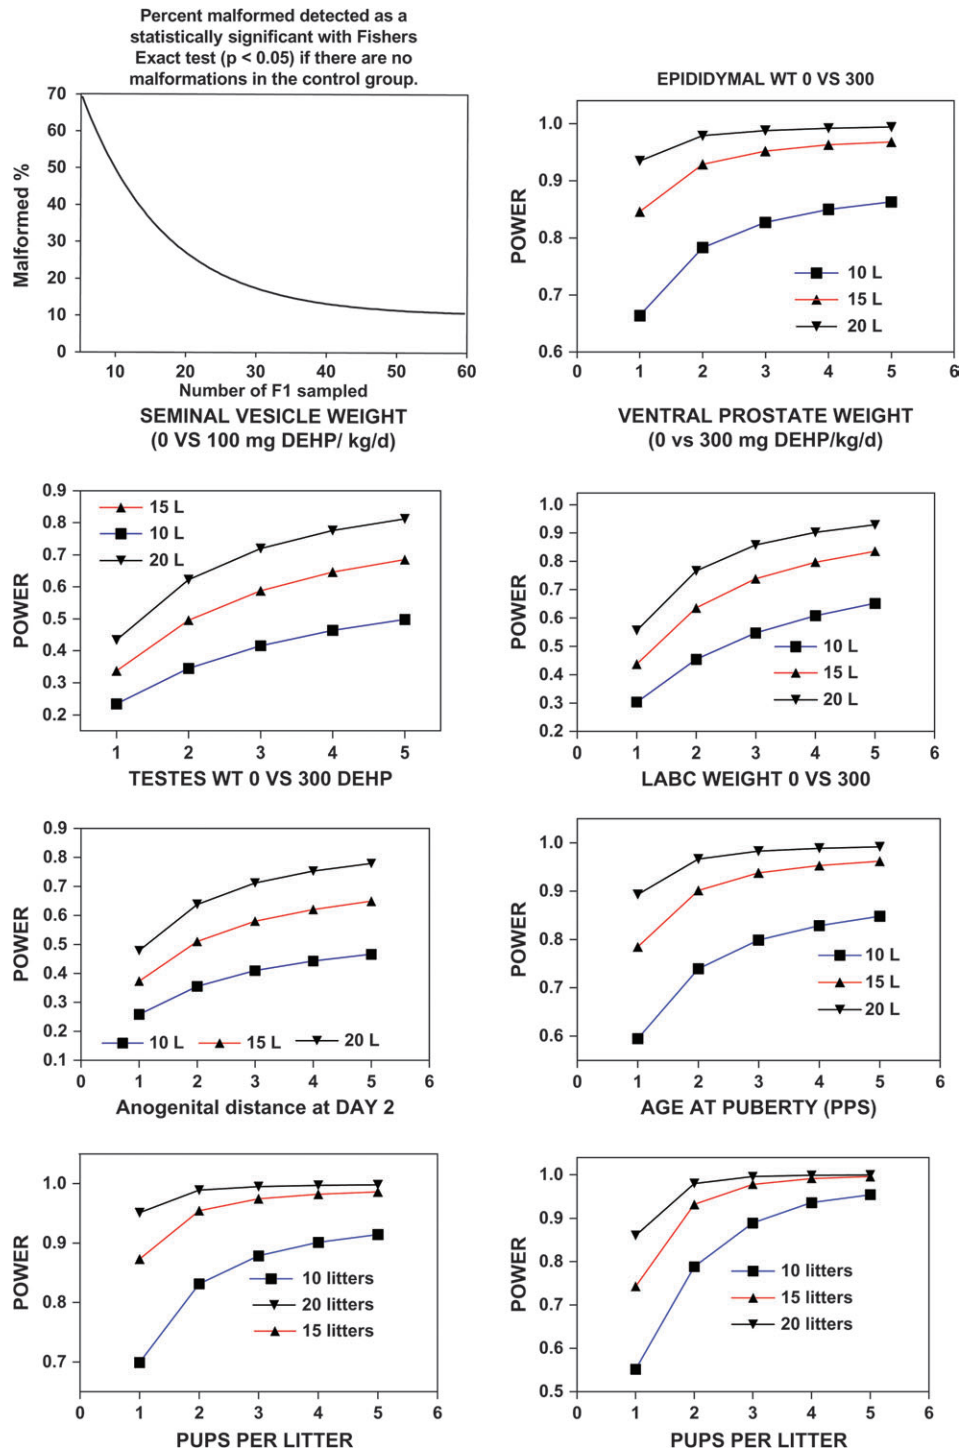 Percent malformed detected as a
statistically significant with Fishers
Exact test (p < 0.05) if there are no
malformations in the control group.
70
60
50
40
30
20
10
0
Malformed %
10 20 30 40 50 60
Number of F1 sampled
EPIDIDYMAL WT 0 VS 300
1.0
0.9
0.8
0.7
0.6
POWER
10 L
15 L
20 L
0 1 2 3 4 5 6
SEMINAL VESICLE WEIGHT
(0 VS 100 mg DEHP/ kg/d)
0.9
0.8
0.7
0.6
0.5
0.4
0.3
0.2
POWER
15 L
10 L
20 L
1 2 3 4 5
VENTRAL PROSTATE WEIGHT
(0 vs 300 mg DEHP/kg/d)
1.0
0.9
0.8
0.7
0.6
0.5
0.4
0.3
0.2
POWER
10 L
15 L
20 L
0 1 2 3 4 5 6
TESTES WT 0 VS 300 DEHP
0.9
0.8
0.7
0.6
0.5
0.4
0.3
0.2
0.1
POWER
10 L 15 L 20 L
0 1 2 3 4 5 6
LABC WEIGHT 0 VS 300
1.0
0.9
0.8
0.7
0.6
POWER
10 L
15 L
20 L
0 1 2 3 4 5 6
Anogenital distance at DAY 2
1.0
0.9
0.8
0.7
POWER
10 litters
20 litters
15 litters
0 1 2 3 4 5 6
PUPS PER LITTER
AGE AT PUBERTY (PPS)
1.0
0.9
0.8
0.7
0.6
0.5
POWER
10 litters
15 litters
20 litters
0 1 2 3 4 5 6
PUPS PER LITTER